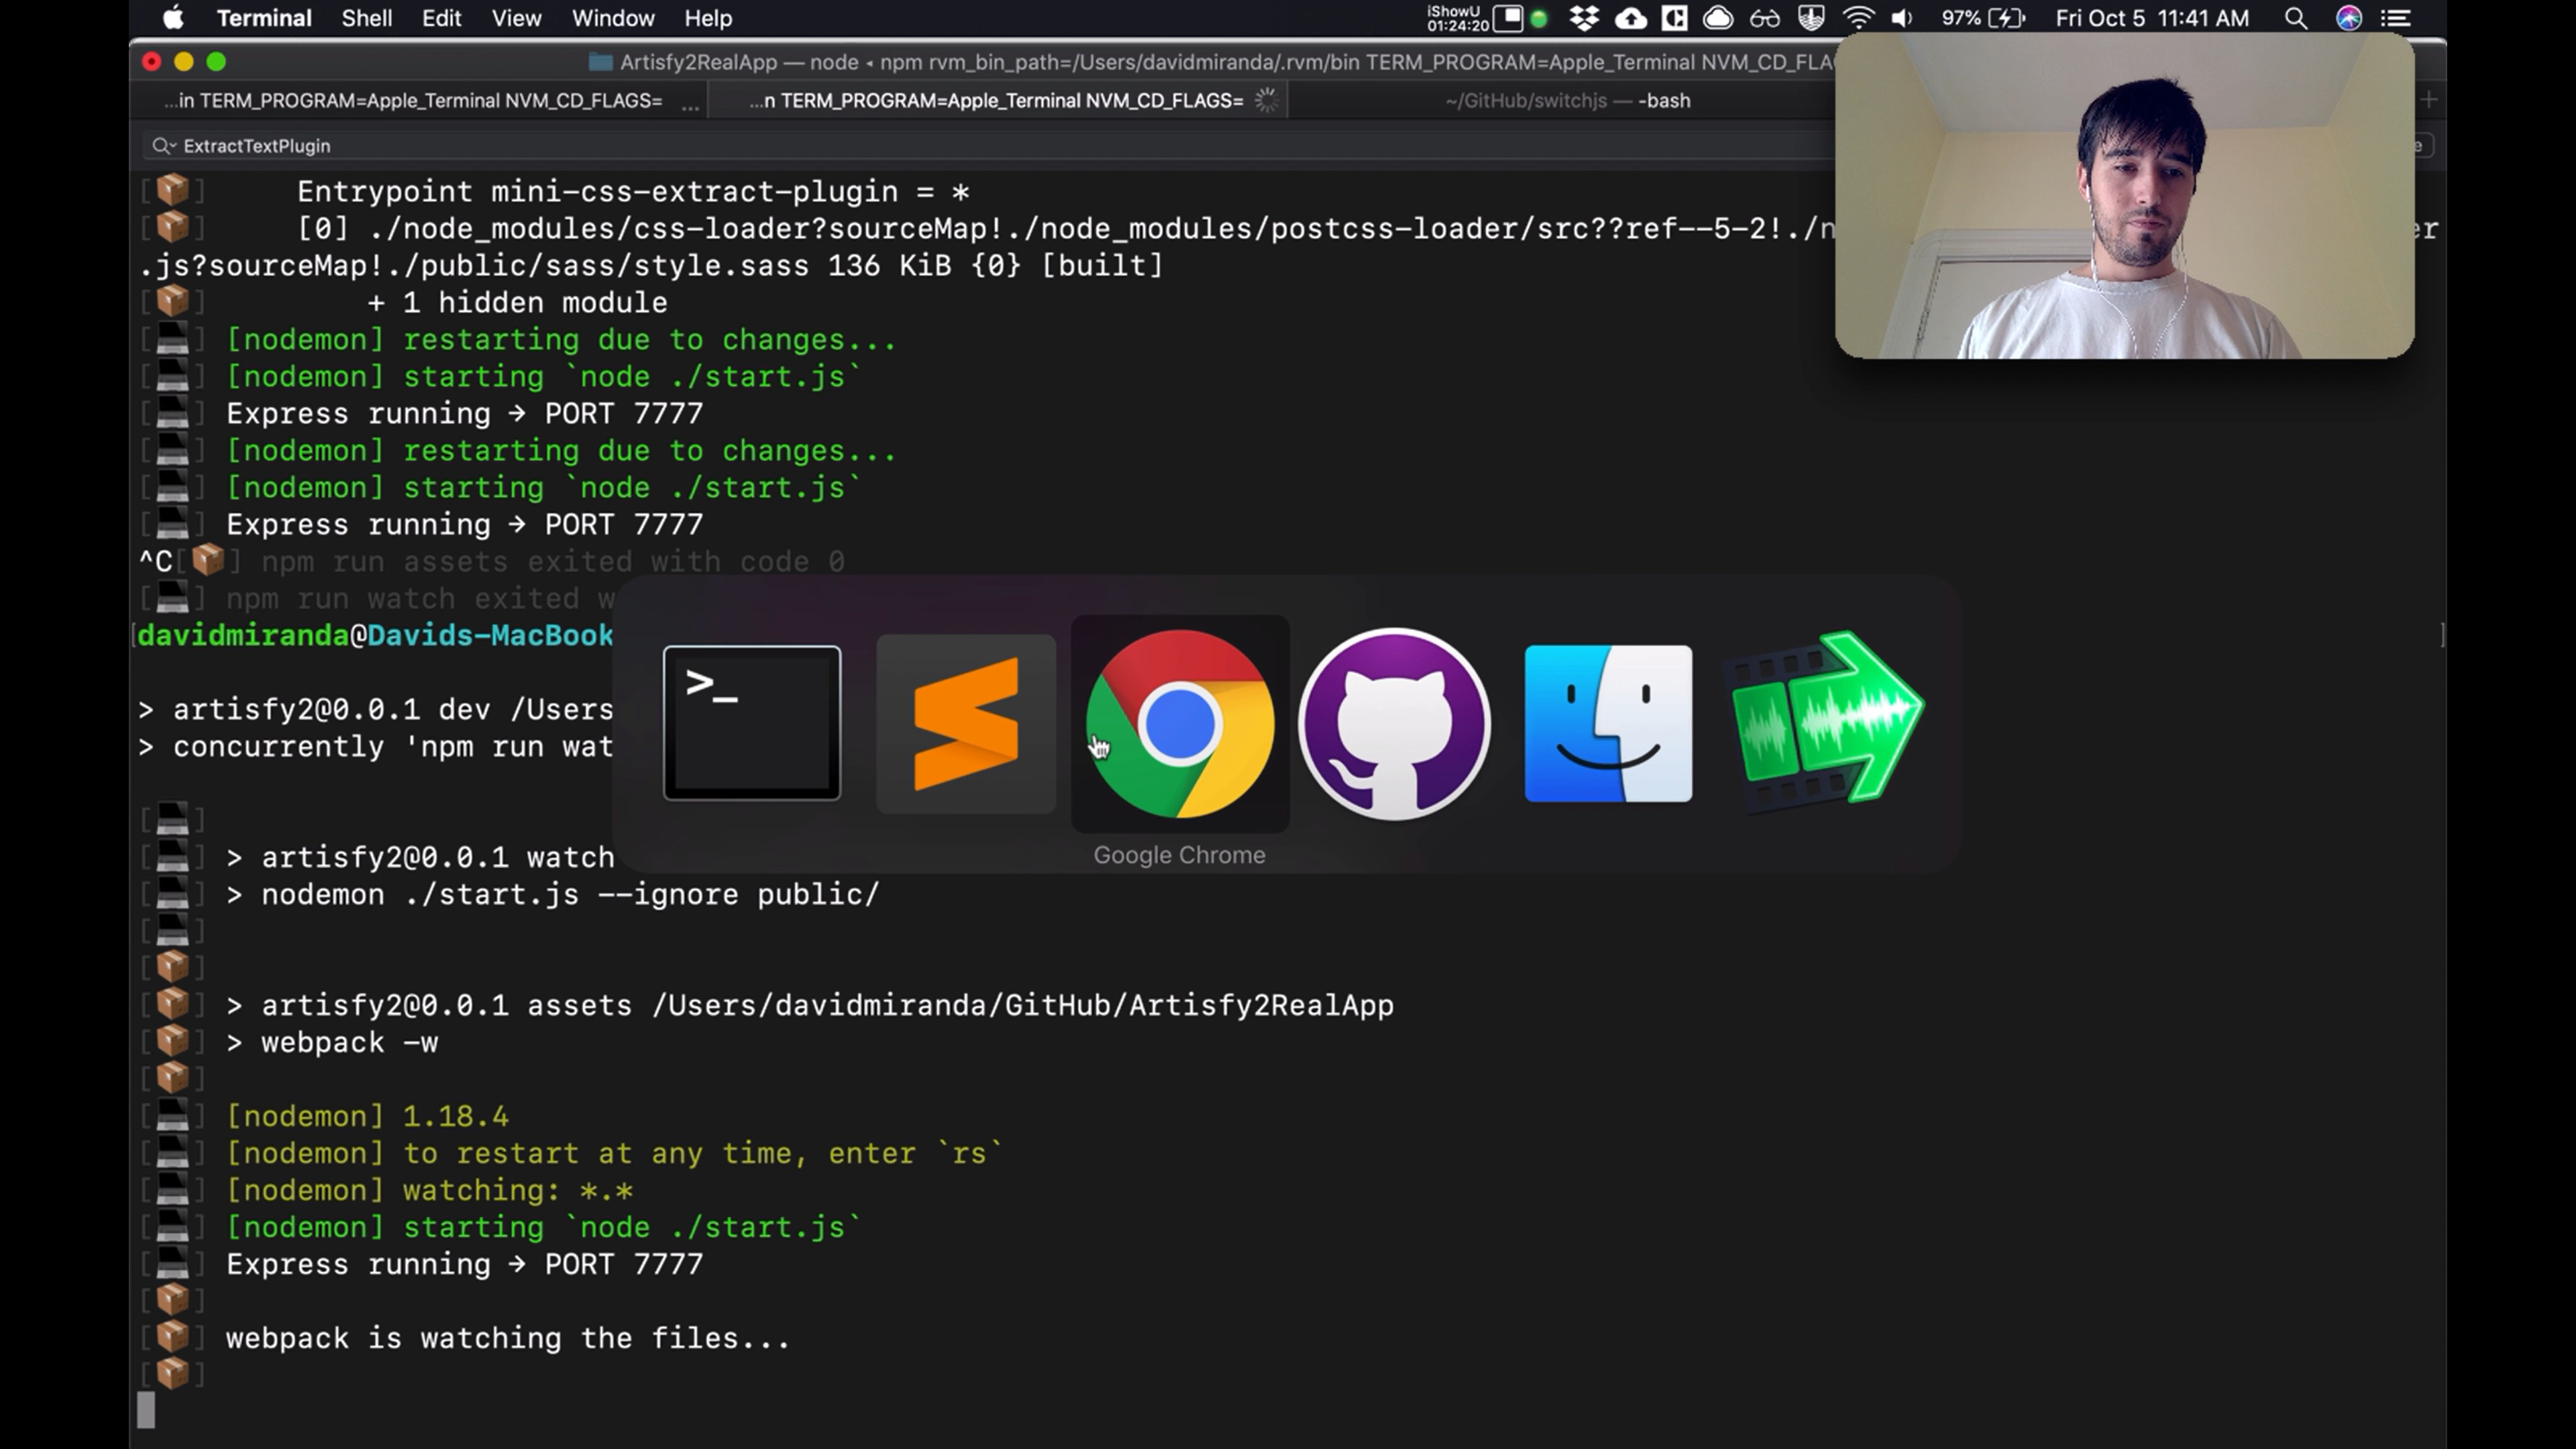 Terminal Shell Edit View Window Help iShowU 01:24:20 97% Fri Oct 5 11:41 AM
Artisfy2RealApp — node ◂ npm rvm_bin_path=/Users/davidmiranda/.rvm/bin TERM_PROGRAM=Apple_Terminal NVM_CD_FLA
...in TERM_PROGRAM=Apple_Terminal NVM_CD_FLAGS= ... ...n TERM_PROGRAM=Apple_Terminal NVM_CD_FLAGS= ~/GitHub/switchjs — -bash +
ExtractTextPlugin
[📦] Entrypoint mini-css-extract-plugin = *
[📦] [0] ./node_modules/css-loader?sourceMap!./node_modules/postcss-loader/src??ref--5-2!./n er
.js?sourceMap!./public/sass/style.sass 136 KiB {0} [built]
[📦] + 1 hidden module
[💻] [nodemon] restarting due to changes...
[💻] [nodemon] starting `node ./start.js`
[💻] Express running → PORT 7777
[💻] [nodemon] restarting due to changes...
[💻] [nodemon] starting `node ./start.js`
[💻] Express running → PORT 7777
^C[📦] npm run assets exited with code 0
[💻] npm run watch exited w
[davidmiranda@Davids-MacBook ]
> artisfy2@0.0.1 dev /Users
> concurrently 'npm run wat
[💻]
[💻] > artisfy2@0.0.1 watch
Google Chrome
[💻] > nodemon ./start.js --ignore public/
[💻]
[📦]
[📦] > artisfy2@0.0.1 assets /Users/davidmiranda/GitHub/Artisfy2RealApp
[📦] > webpack -w
[📦]
[💻] [nodemon] 1.18.4
[💻] [nodemon] to restart at any time, enter `rs`
[💻] [nodemon] watching: *.*
[💻] [nodemon] starting `node ./start.js`
[💻] Express running → PORT 7777
[📦]
[📦] webpack is watching the files...
[📦]